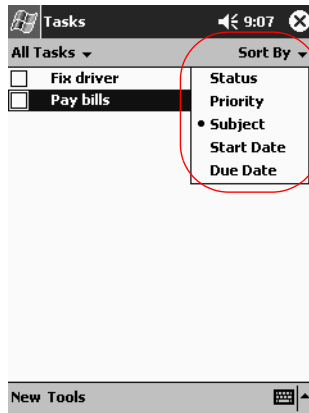 Tasks 9:07
All Tasks Sort By
Fix driver
Pay bills
Status
Priority
• Subject
Start Date
Due Date
New Tools